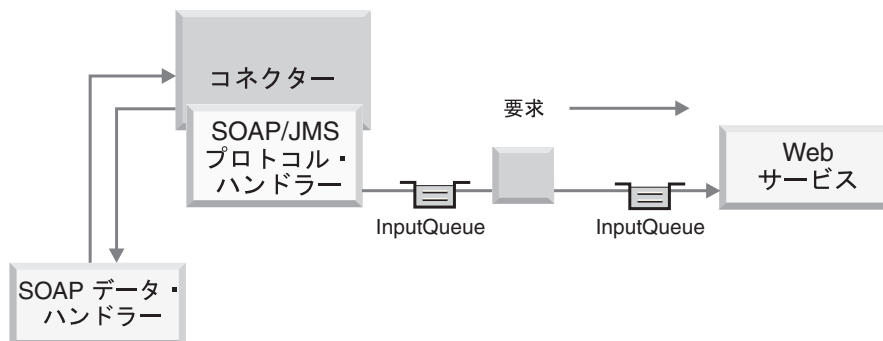 コネクター
SOAP/JMS
プロトコル・
ハンドラー
要求
Web
サービス
InputQueue
InputQueue
SOAP データ・
ハンドラー